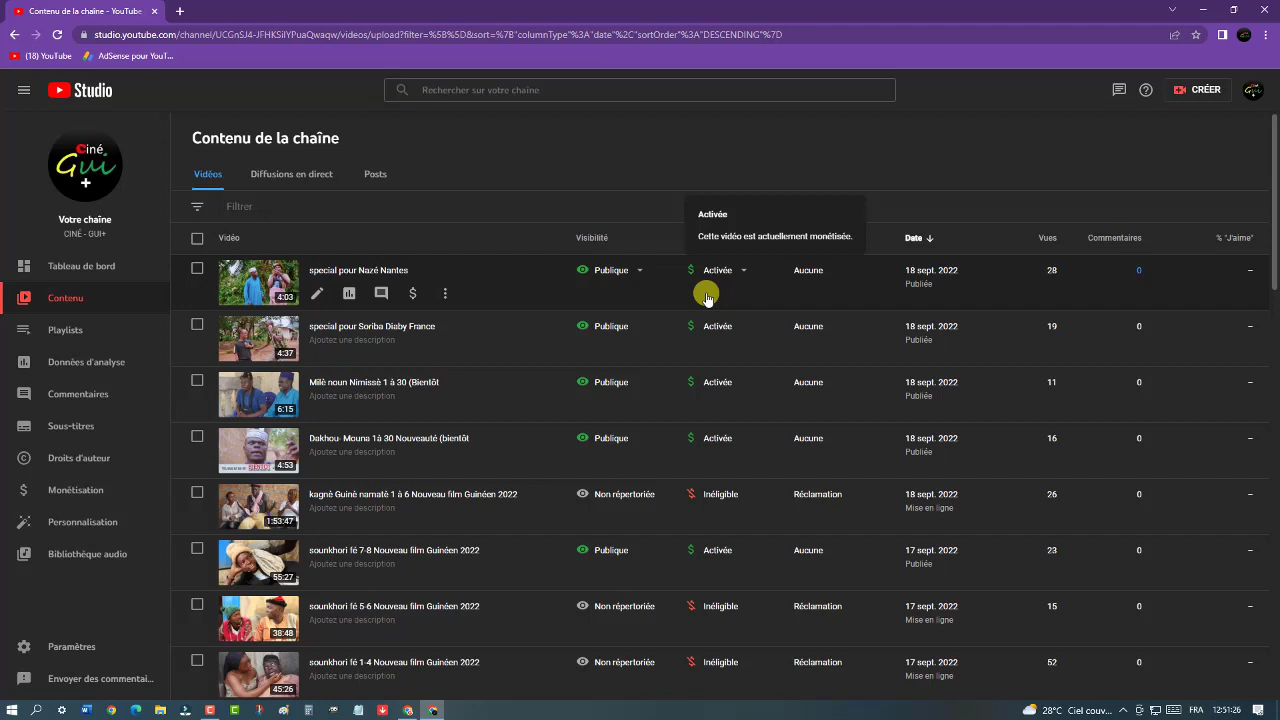 Contenu de la chaîne - YouTube
studio.youtube.com/channel/UCGNSJ4-JFHKSilYPuaQwaqw/videos/upload?filter=%5B%5D&sort=%7B"columnType"%3A"date"%2C"sortOrder"%3A"DESCENDING"%7D
(18) YouTube
AdSense pour YouT...
Studio
Rechercher sur votre chaîne
CRÉER
Ciné
Gui
+
Votre chaîne
CINÉ - GUI+
Tableau de bord
Contenu
Playlists
Données d'analyse
Commentaires
Sous-titres
Droits d'auteur
Monétisation
Personnalisation
Bibliothèque audio
Paramètres
Envoyer des commentai...
Contenu de la chaîne
Vidéos
Diffusions en direct
Posts
Filtrer
Activée
Cette vidéo est actuellement monétisée.
Vidéo
Visibilité
Date
Vues
Commentaires
% "J'aime"
4:03
special pour Nazé Nantes
Publique
Activée
Aucune
18 sept. 2022
Publiée
28
0
–
4:37
special pour Soriba Diaby France
Ajoutez une description
Publique
Activée
Aucune
18 sept. 2022
Publiée
19
0
–
6:15
Milè noun Nimissè 1 à 30 (Bientôt
Ajoutez une description
Publique
Activée
Aucune
18 sept. 2022
Publiée
11
0
–
4:53
Dakhou- Mouna 1à 30 Nouveauté (bientôt
Ajoutez une description
Publique
Activée
Aucune
18 sept. 2022
Publiée
16
0
–
1:53:47
kagnè Guinè namatè 1 à 6 Nouveau film Guinéen 2022
Ajoutez une description
Non répertoriée
Inéligible
Réclamation
18 sept. 2022
Mise en ligne
26
0
–
55:27
sounkhori fé 7-8 Nouveau film Guinéen 2022
Ajoutez une description
Publique
Activée
Aucune
17 sept. 2022
Publiée
23
0
–
38:48
sounkhori fé 5-6 Nouveau film Guinéen 2022
Ajoutez une description
Non répertoriée
Inéligible
Réclamation
17 sept. 2022
Mise en ligne
15
0
–
45:26
sounkhori fé 1-4 Nouveau film Guinéen 2022
Ajoutez une description
Non répertoriée
Inéligible
Réclamation
17 sept. 2022
Mise en ligne
52
0
–
28°C Ciel couv...
FRA
12:51:26